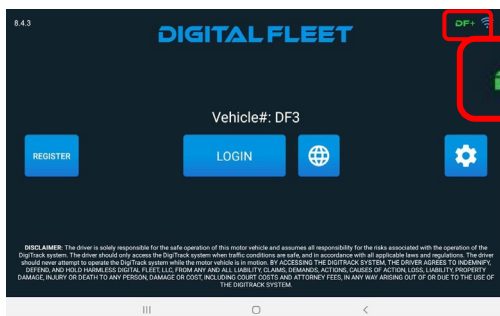 8.4.3
DIGITAL FLEET
DF+
Vehicle#: DF3
REGISTER
LOGIN
DISCLAIMER: The driver is solely responsible for the safe operation of this motor vehicle and assumes all responsibility for the risks associated with the operation of the
DigiTrack system. The driver should only access the DigiTrack system when traffic conditions are safe, and in accordance with all applicable laws and regulations. The driver
should never attempt to operate the DigiTrack system while the motor vehicle is in motion. BY ACCESSING THE DIGITRACK SYSTEM, THE DRIVER AGREES TO INDEMNIFY,
DEFEND, AND HOLD HARMLESS DIGITAL FLEET, LLC, FROM ANY AND ALL LIABILITY, CLAIMS, DEMANDS, ACTIONS, CAUSES OF ACTION, LOSS, LIABILITY, PROPERTY
DAMAGE, INJURY OR DEATH TO ANY PERSON, DAMAGE OR COST, INCLUDING COURT COSTS AND ATTORNEY FEES, IN ANY WAY ARISING OUT OF OR DUE TO THE USE OF
THE DIGITRACK SYSTEM.